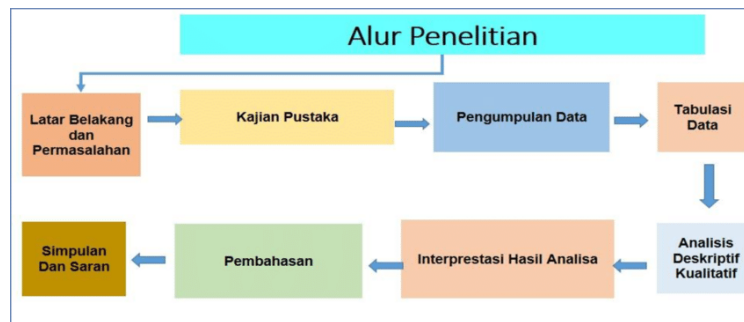 Alur Penelitian
Latar Belakang
dan
Permasalahan
Kajian Pustaka
Pengumpulan Data
Tabulasi
Data
Analisis
Deskriptif
Kualitatif
Interprestasi Hasil Analisa
Pembahasan
Simpulan
Dan Saran